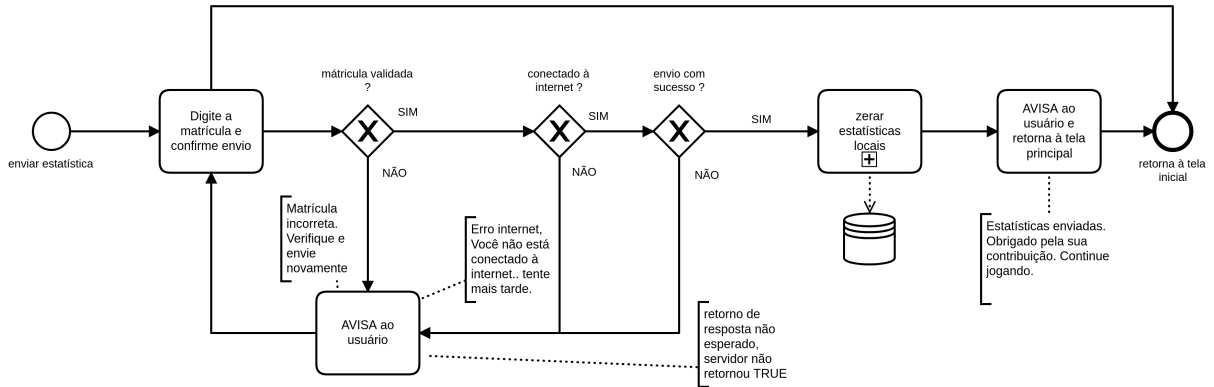 enviar estatística
Digite a
matrícula e
confirme envio
mátricula validada
?
SIM
NÃO
conectado à
internet ?
SIM
NÃO
envio com
sucesso ?
SIM
NÃO
zerar
estatísticas
locais
AVISA ao
usuário e
retorna à tela
principal
retorna à tela
inicial
Matrícula
incorreta.
Verifique e
envie
novamente
Erro internet,
Você não está
conectado à
internet.. tente
mais tarde.
Estatísticas enviadas.
Obrigado pela sua
contribuição. Continue
jogando.
AVISA ao
usuário
retorno de
resposta não
esperado,
servidor não
retornou TRUE